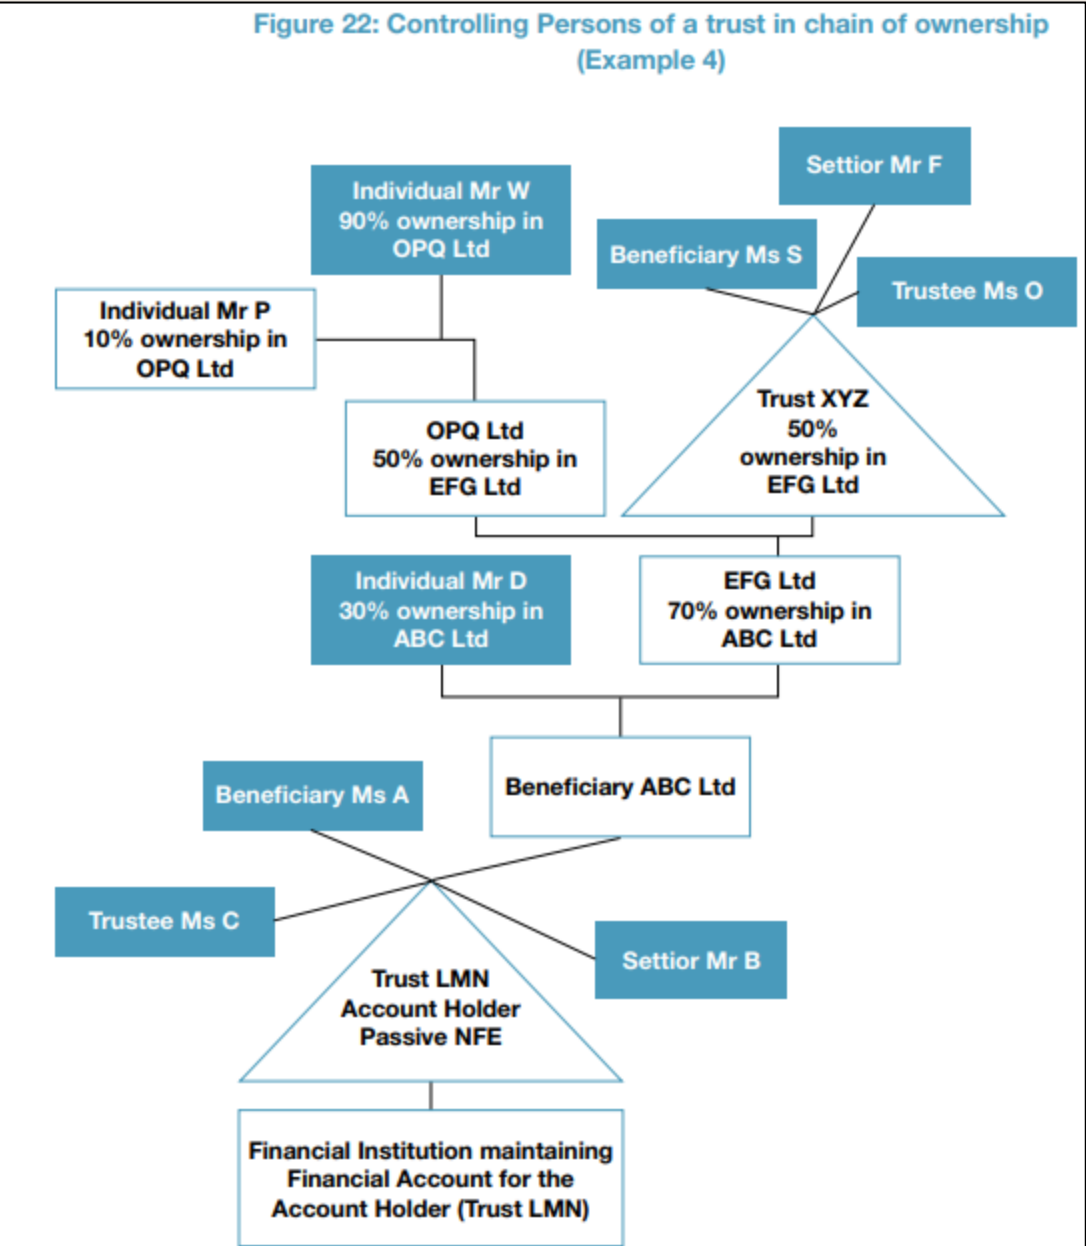 Figure 22: Controlling Persons of a trust in chain of ownership
(Example 4)
Settior Mr F
Individual Mr W
90% ownership in
OPQ Ltd
Beneficiary Ms S
Trustee Ms O
Individual Mr P
10% ownership in
OPQ Ltd
Trust XYZ
50%
ownership in
EFG Ltd
OPQ Ltd
50% ownership in
EFG Ltd
Individual Mr D
30% ownership in
ABC Ltd
EFG Ltd
70% ownership in
ABC Ltd
Beneficiary Ms A
Beneficiary ABC Ltd
Trustee Ms C
Settior Mr B
Trust LMN
Account Holder
Passive NFE
Financial Institution maintaining
Financial Account for the
Account Holder (Trust LMN)